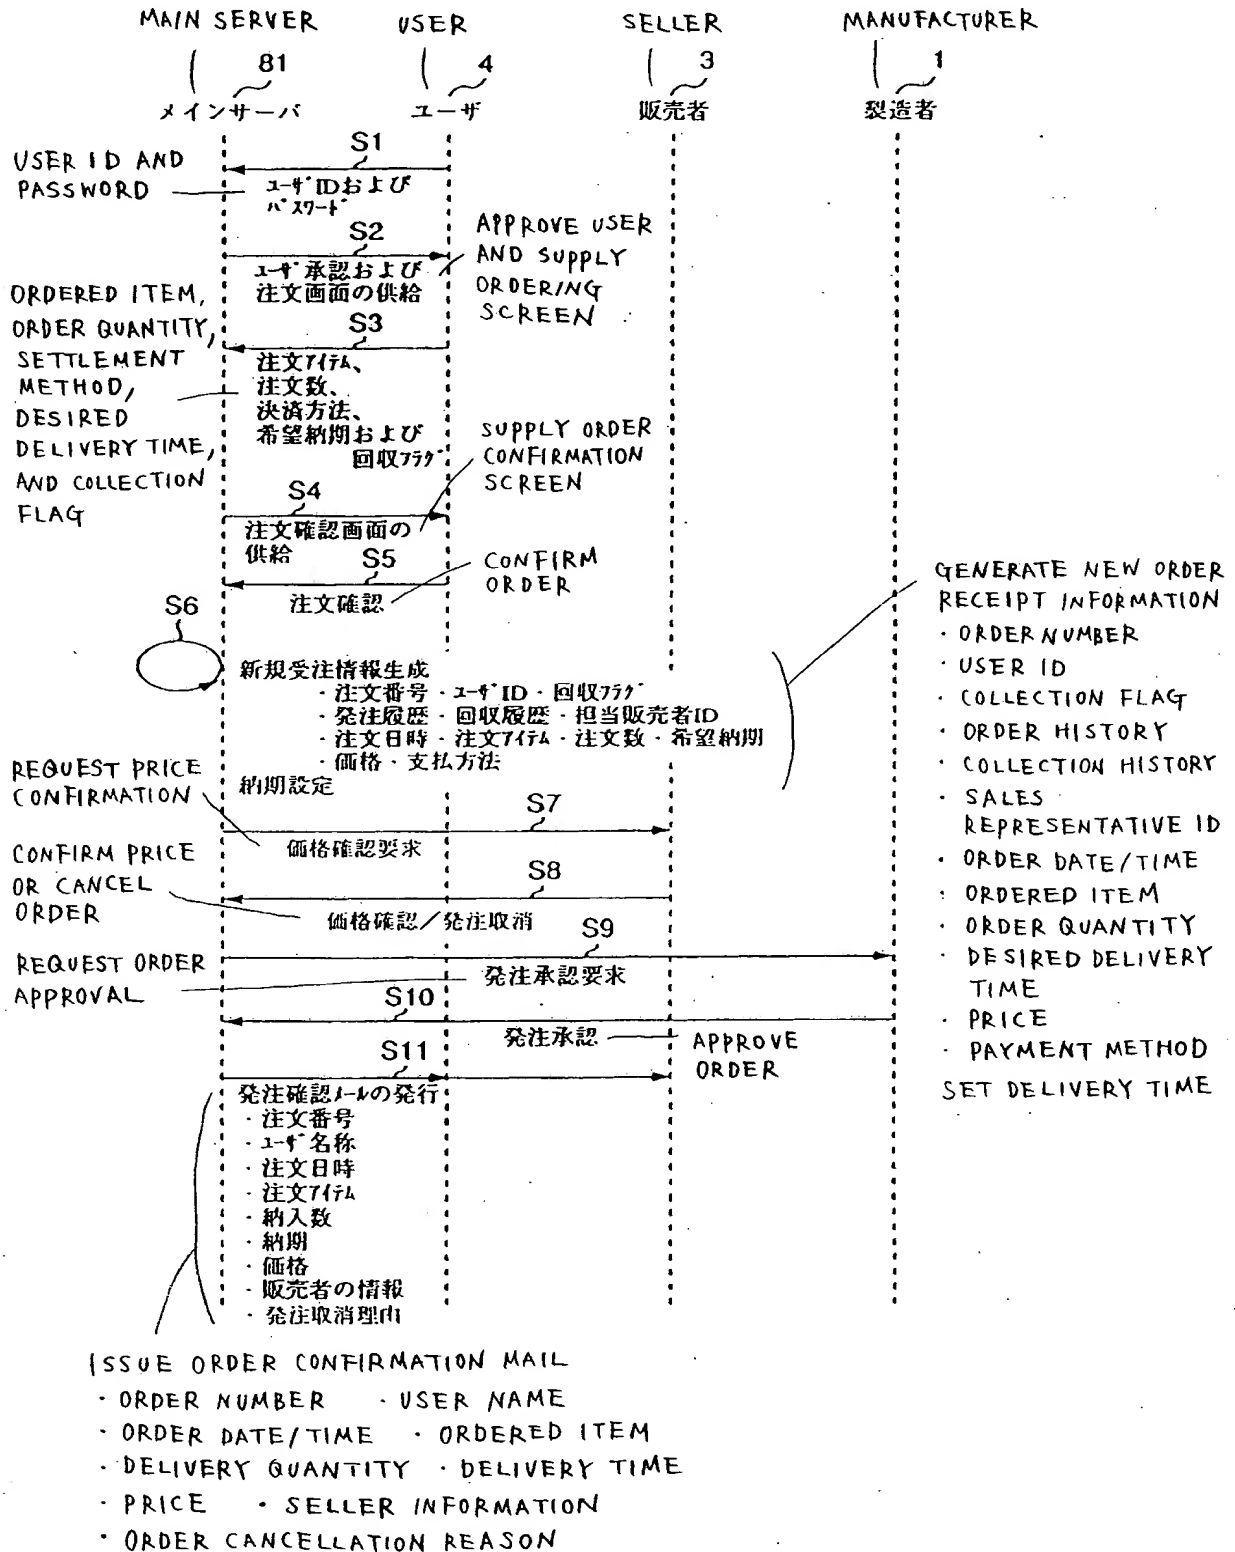 MAIN SERVER
USER
SELLER
MANUFACTURER
81
4
3
1
メインサーバ
ユーザ
販売者
製造者
S1
USER ID AND
PASSWORD
ユーザIDおよび
パスワード
S2
APPROVE USER
AND SUPPLY
ORDERING
SCREEN
ユーザ承認および
注文画面の供給
ORDERED ITEM,
ORDER QUANTITY,
SETTLEMENT
METHOD,
DESIRED
DELIVERY TIME,
AND COLLECTION
FLAG
S3
注文アイテム、
注文数、
決済方法、
希望納期および
回収フラグ
SUPPLY ORDER
CONFIRMATION
SCREEN
S4
注文確認画面の
供給
S5
CONFIRM
ORDER
注文確認
S6
新規受注情報生成
・注文番号・ユーザID・回収フラグ
・発注履歴・回収履歴・担当販売者ID
・注文日時・注文アイテム・注文数・希望納期
・価格・支払方法
納期設定
GENERATE NEW ORDER
RECEIPT INFORMATION
・ORDER NUMBER
・USER ID
・COLLECTION FLAG
・ORDER HISTORY
・COLLECTION HISTORY
・SALES
REPRESENTATIVE ID
・ORDER DATE/TIME
・ORDERED ITEM
・ORDER QUANTITY
・DESIRED DELIVERY
TIME
・PRICE
・PAYMENT METHOD
SET DELIVERY TIME
REQUEST PRICE
CONFIRMATION
S7
価格確認要求
CONFIRM PRICE
OR CANCEL
ORDER
S8
価格確認／発注取消
REQUEST ORDER
APPROVAL
S9
発注承認要求
S10
発注承認
APPROVE
ORDER
S11
発注確認メールの発行
・注文番号
・ユーザ名称
・注文日時
・注文アイテム
・納入数
・納期
・価格
・販売者の情報
・発注取消理由
ISSUE ORDER CONFIRMATION MAIL
・ORDER NUMBER ・USER NAME
・ORDER DATE/TIME ・ORDERED ITEM
・DELIVERY QUANTITY ・DELIVERY TIME
・PRICE ・SELLER INFORMATION
・ORDER CANCELLATION REASON